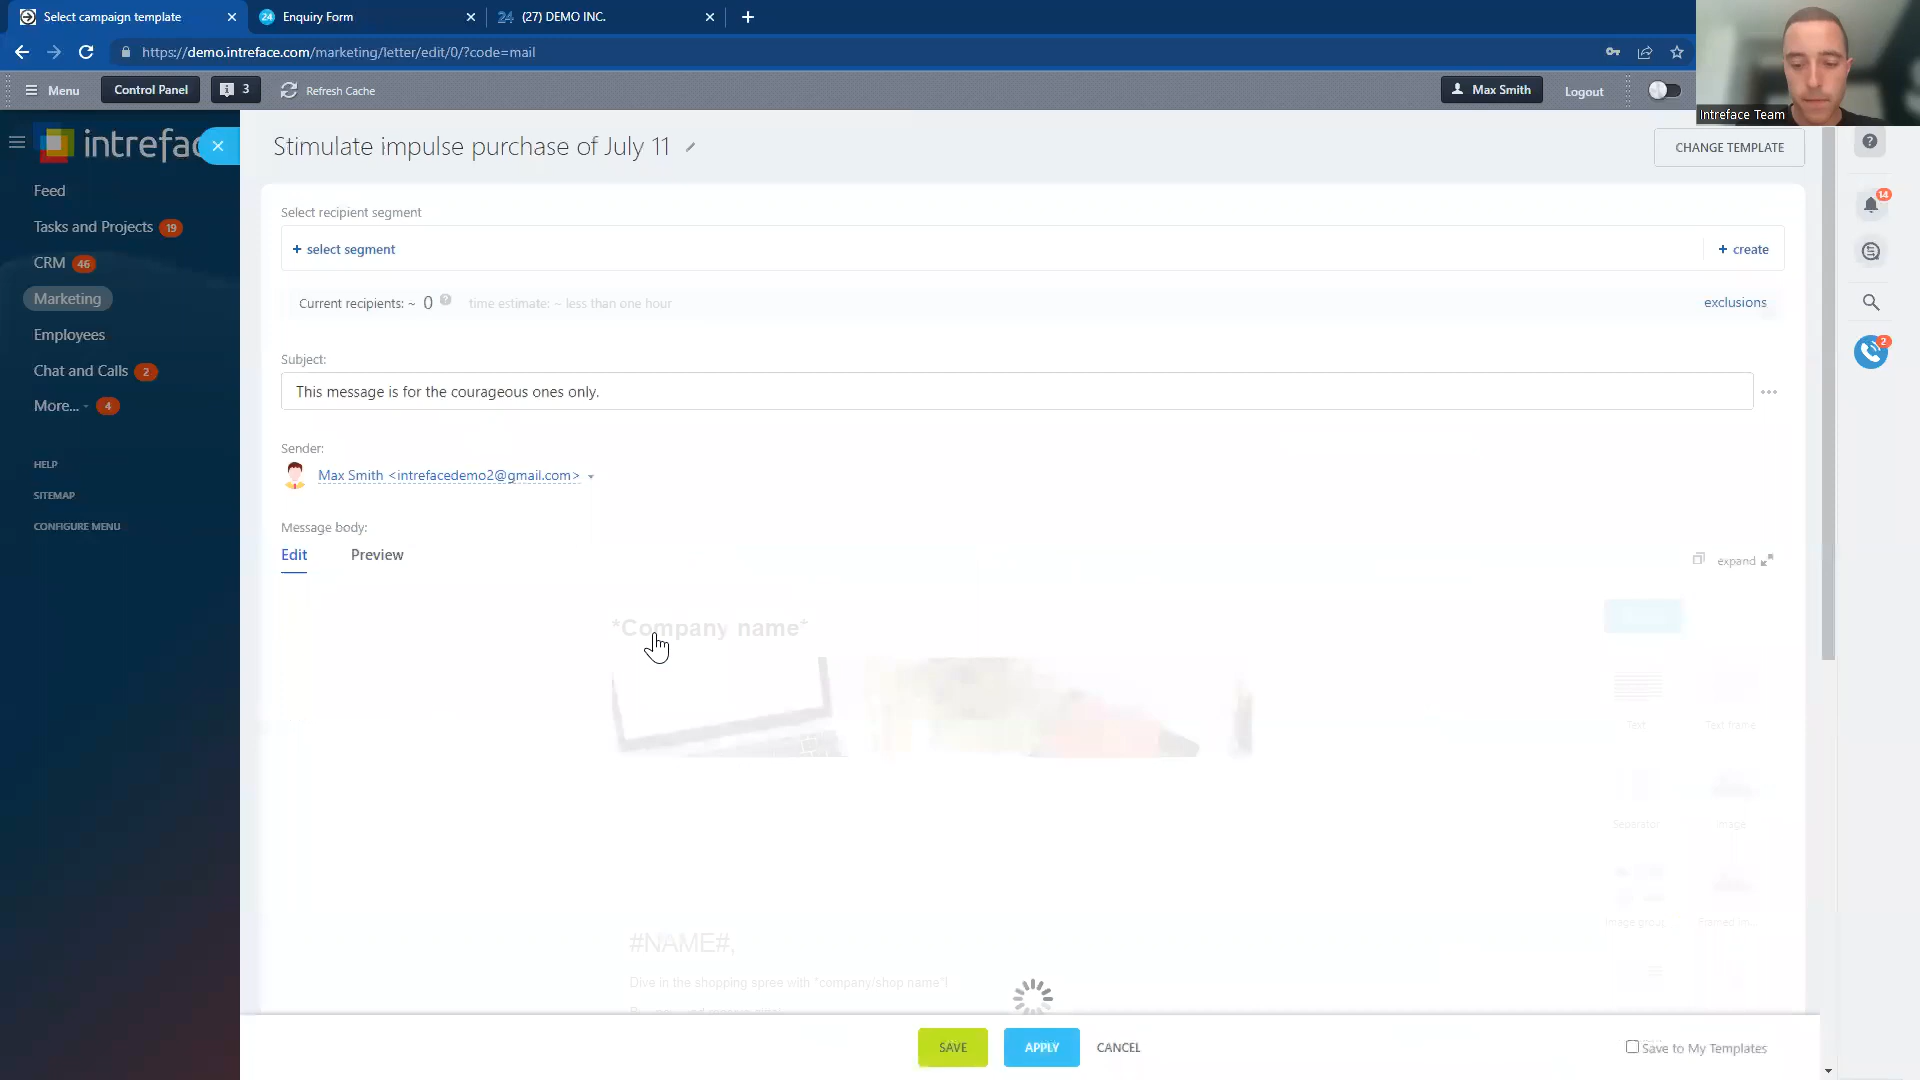 Select campaign template
24 Enquiry Form
24 (27) DEMO INC.
https://demo.intreface.com/marketing/letter/edit/0/?code=mail
Menu
Control Panel
3
Refresh Cache
Max Smith
Logout
Intreface Team
intrefac
Stimulate impulse purchase of July 11
CHANGE TEMPLATE
Feed
Tasks and Projects 19
CRM 46
Marketing
Employees
Chat and Calls 2
More... 4
HELP
SITEMAP
CONFIGURE MENU
Select recipient segment
+ select segment
+ create
Current recipients: ~ 0 ?
time estimate: ~ less than one hour
exclusions
Subject:
This message is for the courageous ones only.
Sender:
Max Smith <intrefacedemo2@gmail.com>
Message body:
Edit
Preview
expand
*Company name*
Text
Text frame
Separator
Image
Image group
Framed im...
#NAME#,
Dive in the shopping spree with *company/shop name*!
SAVE
APPLY
CANCEL
Save to My Templates
?
14
2